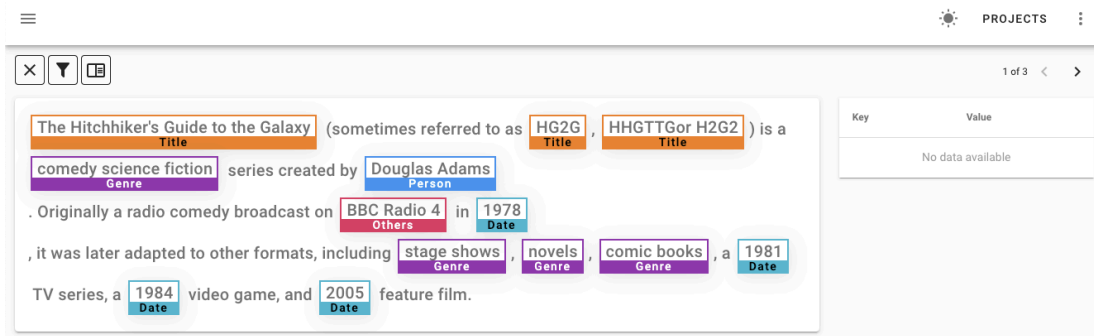 PROJECTS
1 of 3
The Hitchhiker's Guide to the Galaxy (sometimes referred to as HG2G , HHGTTGor H2G2 ) is a
Title Title Title
comedy science fiction series created by Douglas Adams
Genre Person
. Originally a radio comedy broadcast on BBC Radio 4 in 1978
Others Date
, it was later adapted to other formats, including stage shows , novels , comic books , a 1981
Genre Genre Genre Date
TV series, a 1984 video game, and 2005 feature film.
Date Date
Key Value
No data available